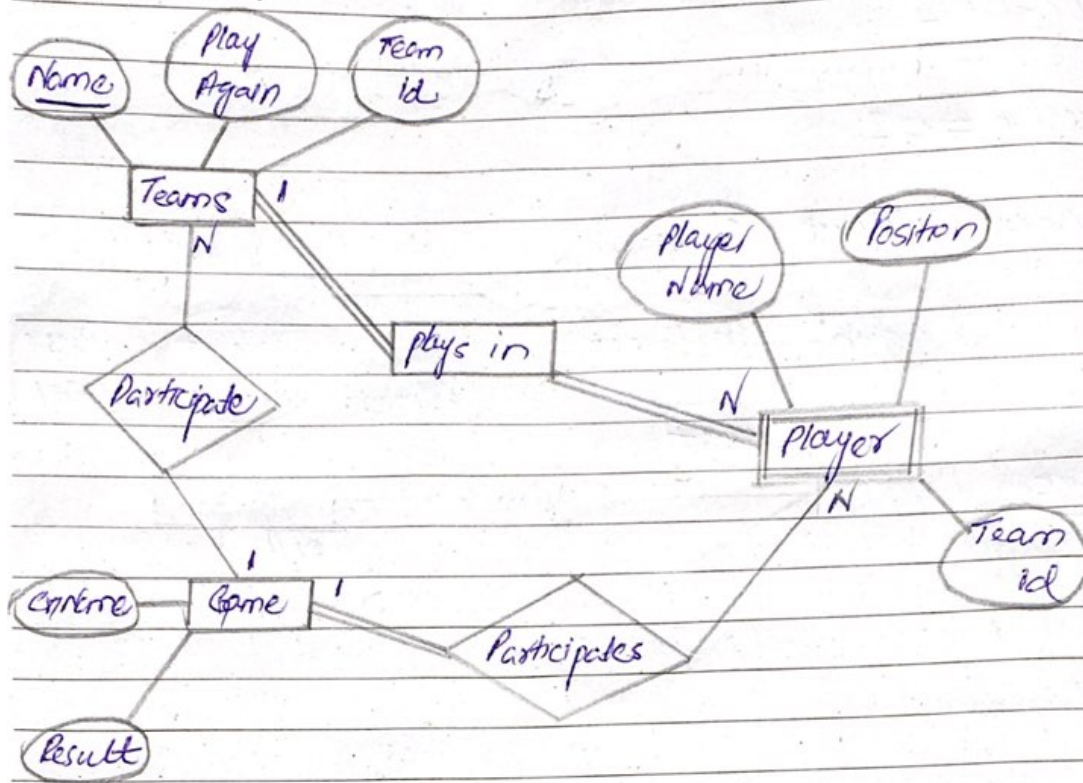 Name
Play
Again
Team
id
Teams
1
N
plays in
Player
Name
Position
Participate
N
Player
N
Team
id
1
1
Game
Participates
Result